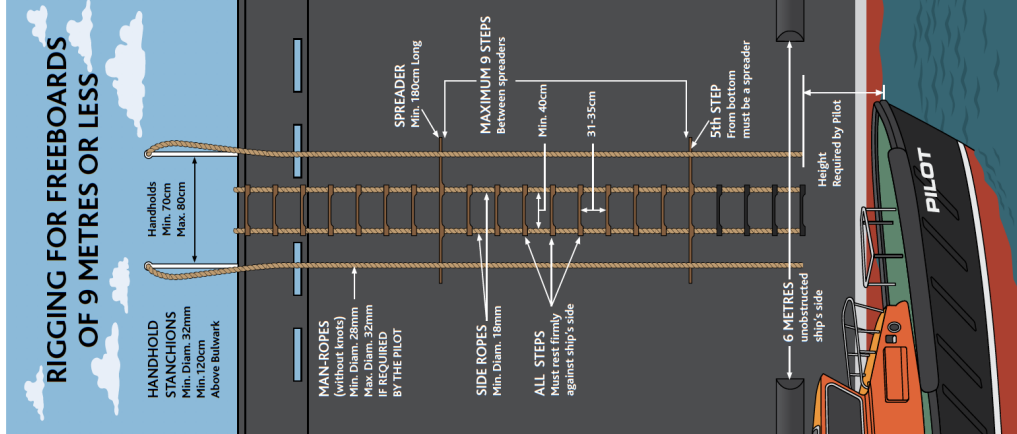 RIGGING FOR FREEBOARDS
OF 9 METRES OR LESS
HANDHOLD
STANCHIONS
Min. Diam. 32mm
Min. 120cm
Above Bulwark
Handholds
Min. 70cm
Max. 80cm
MAN-ROPES
(without knots)
Min. Diam. 28mm
Max. Diam. 32mm
IF REQUIRED
BY THE PILOT
SPREADER
Min. 180cm Long
SIDE ROPES
Min. Diam. 18mm
MAXIMUM 9 STEPS
Between spreaders
ALL STEPS
Must rest firmly
against ship's side
Min. 40cm
31-35cm
5th STEP
From bottom
must be a spreader
6 METRES
unobstructed
ship's side
Height
Required by Pilot
PILOT